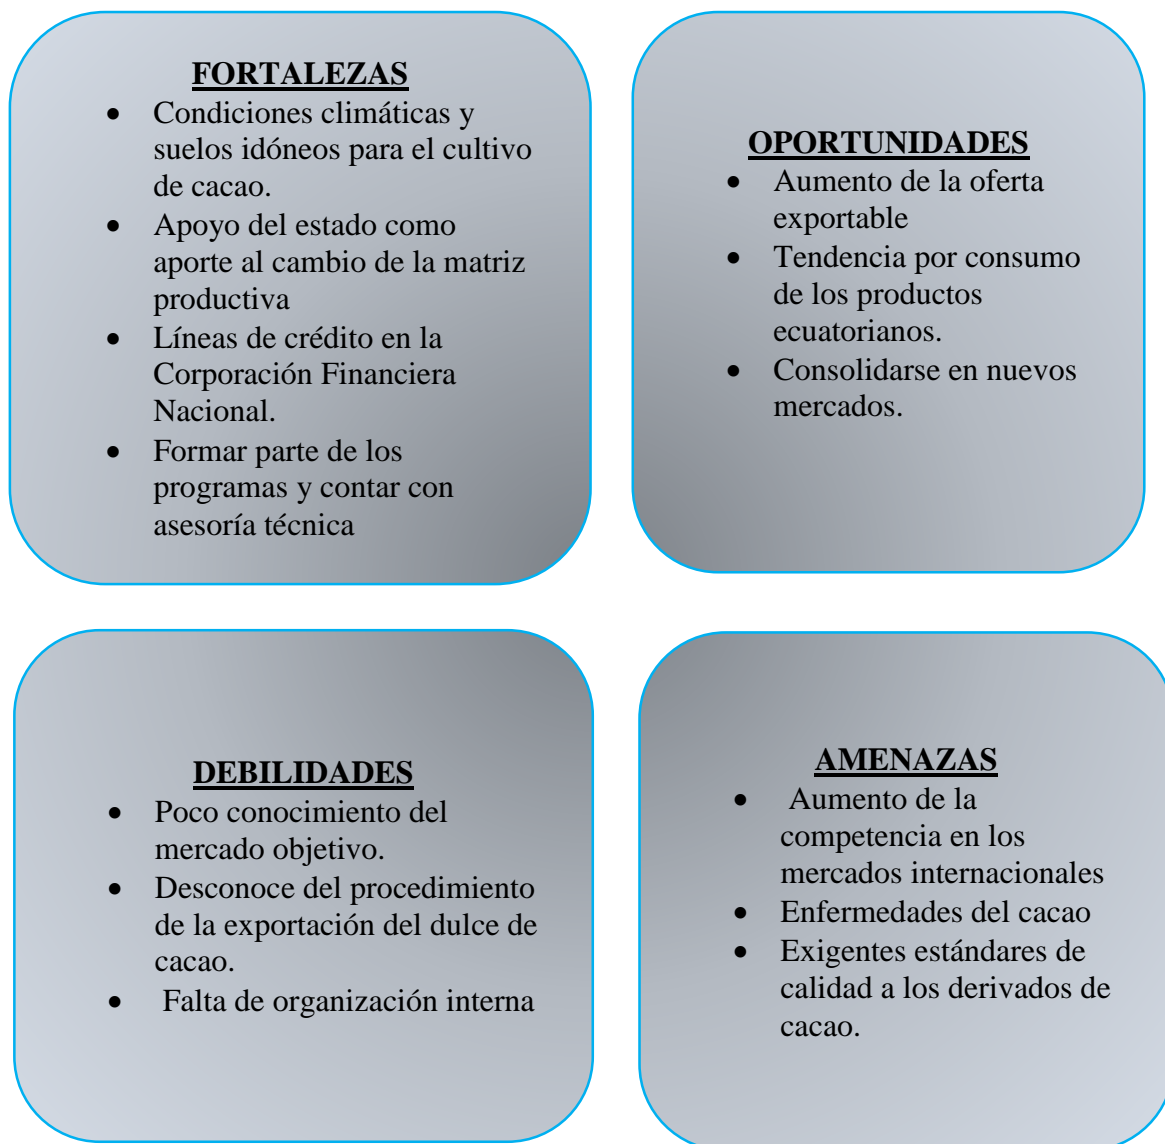 FORTALEZAS
• Condiciones climáticas y
suelos idóneos para el cultivo
de cacao.
• Apoyo del estado como
aporte al cambio de la matriz
productiva
• Líneas de crédito en la
Corporación Financiera
Nacional.
• Formar parte de los
programas y contar con
asesoría técnica
OPORTUNIDADES
• Aumento de la oferta
exportable
• Tendencia por consumo
de los productos
ecuatorianos.
• Consolidarse en nuevos
mercados.
DEBILIDADES
• Poco conocimiento del
mercado objetivo.
• Desconoce del procedimiento
de la exportación del dulce de
cacao.
• Falta de organización interna
AMENAZAS
• Aumento de la
competencia en los
mercados internacionales
• Enfermedades del cacao
• Exigentes estándares de
calidad a los derivados de
cacao.